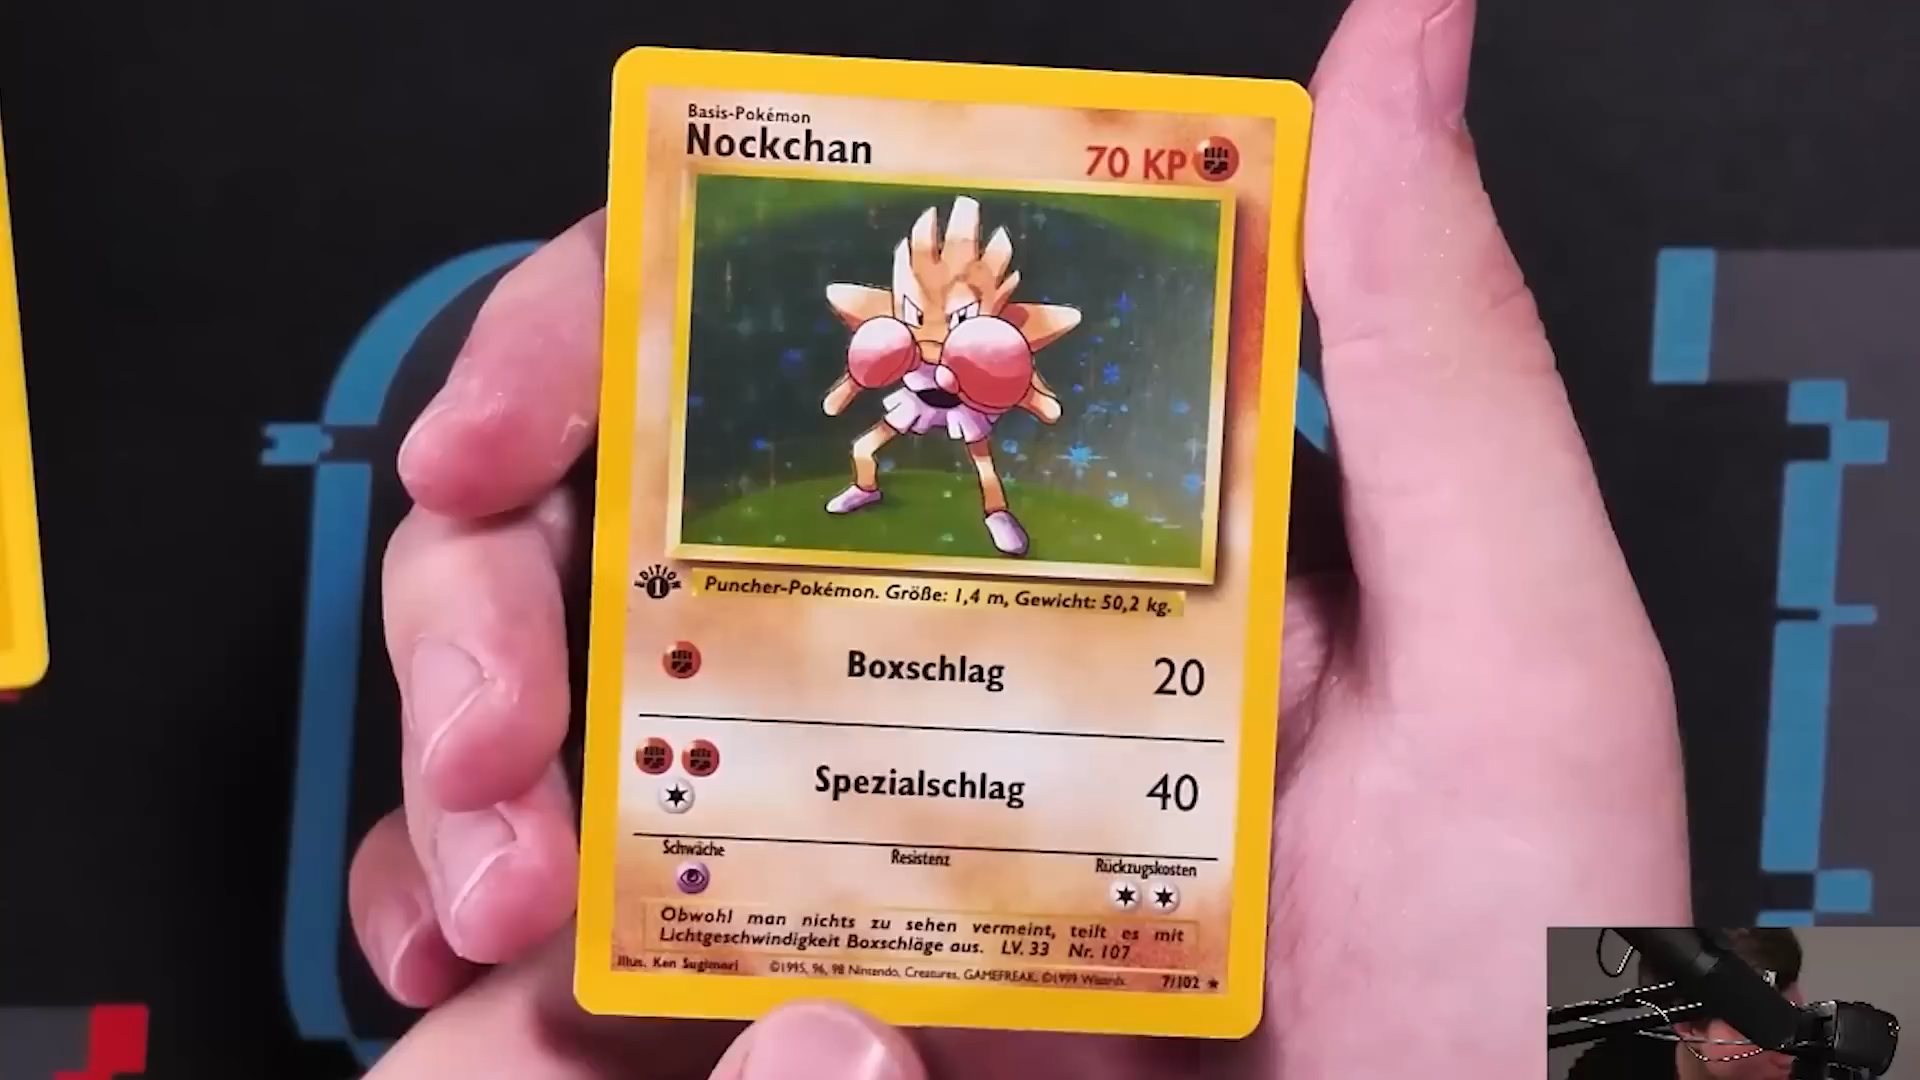 Basis-Pokémon
Nockchan
70 KP
EDITION
1
Puncher-Pokémon. Größe: 1,4 m, Gewicht: 50,2 kg.
Boxschlag 20
Spezialschlag 40
Schwäche Resistenz Rückzugskosten
Obwohl man nichts zu sehen vermeint, teilt es mit
Lichtgeschwindigkeit Boxschläge aus. LV. 33 Nr. 107
Illus. Ken Sugimori ©1995, 96, 98 Nintendo, Creatures, GAMEFREAK. ©1999 Wizards. 7/102